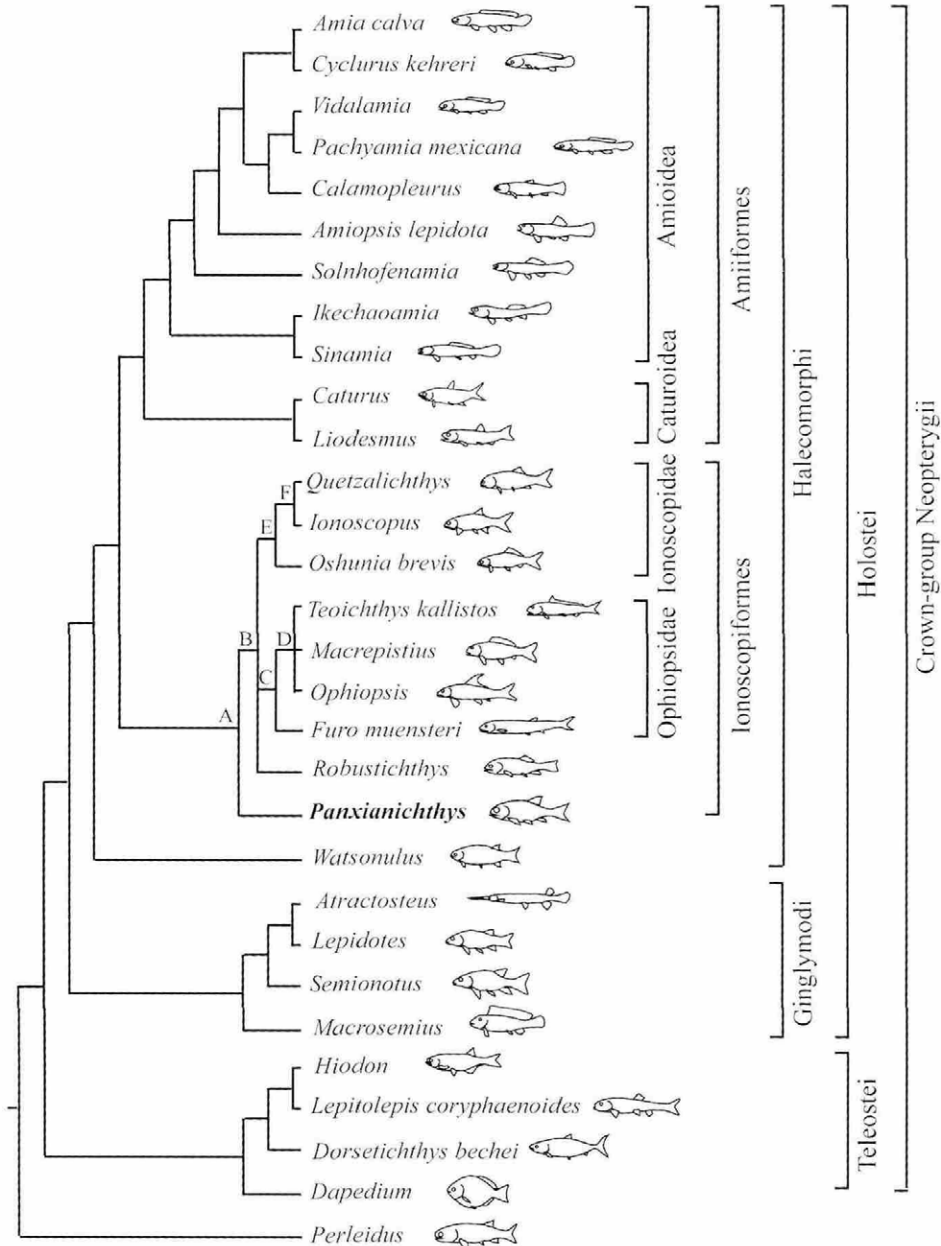 Amia calva
Cyclurus kehreri
Vidalamia
Pachyamia mexicana
Calamopleurus
Amiopsis lepidota
Solnhofenamia
Ikechaoamia
Sinamia
Caturus
Liodesmus
Quetzalichthys
Ionoscopus
Oshunia brevis
Teoichthys kallistos
Macrepistius
Ophiopsis
Furo muensteri
Robustichthys
Panxianichthys
Watsonulus
Atractosteus
Lepidotes
Semionotus
Macrosemius
Hiodon
Lepitolepis coryphaenoides
Dorsetichthys bechei
Dapedium
Perleidus
A
B
C
D
E
F
Amioidea
Caturoidea
Ionoscopidae
Ophiopsidae
Amiiformes
Ionoscopiformes
Halecomorphi
Ginglymodi
Holostei
Teleostei
Crown-group Neopterygii